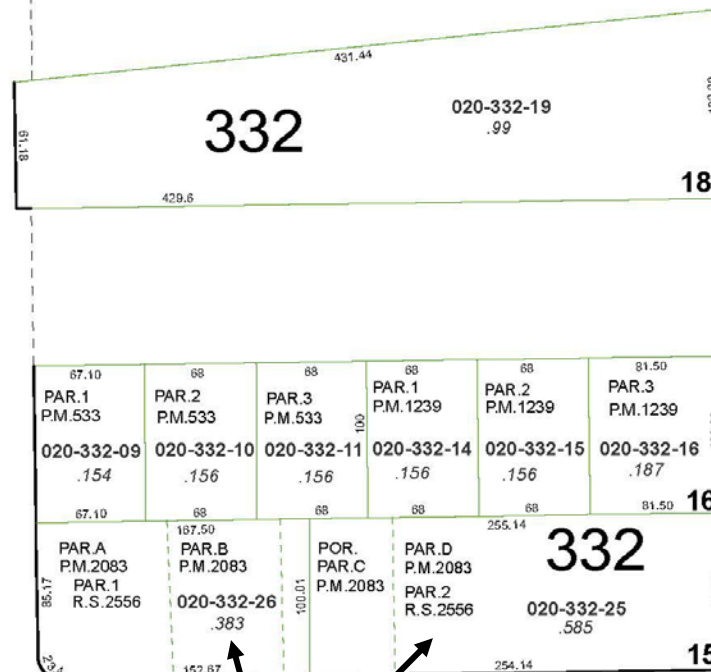 431.44
332
020-332-19
.99
61.18
18
429.6
67.10
68
68
68
68
81.50
PAR.1
P.M.533
PAR.2
P.M.533
PAR.3
P.M.533
PAR.1
P.M.1239
PAR.2
P.M.1239
PAR.3
P.M.1239
100
020-332-09
020-332-10
020-332-11
020-332-14
020-332-15
020-332-16
.154
.156
.156
.156
.156
.187
67.10
68
68
68
68
81.50
16
167.50
255.14
332
PAR.A
P.M.2083
PAR.1
R.S.2556
PAR.B
P.M.2083
POR.
PAR.C
P.M.2083
PAR.D
P.M.2083
PAR.2
R.S.2556
85.17
100.01
020-332-26
.383
020-332-25
.585
15
152.67
254.14